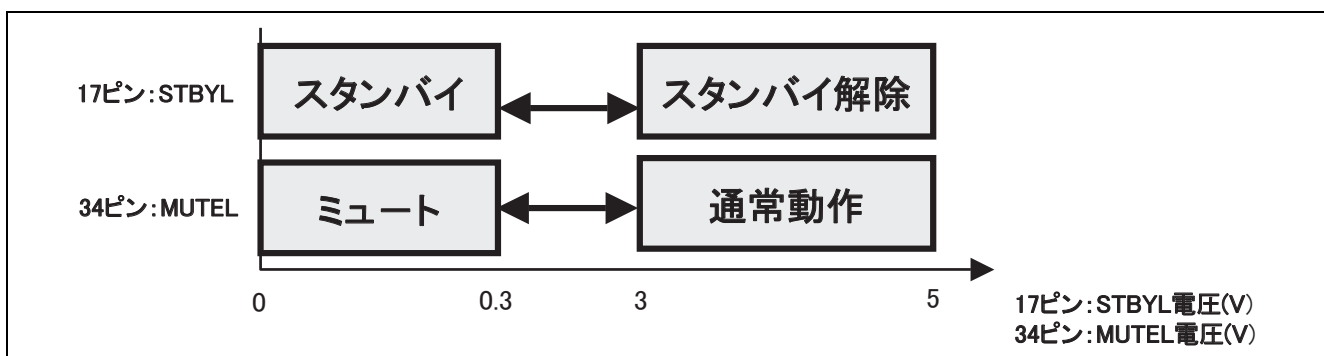 17ピン：STBYL
スタンバイ
スタンバイ解除
34ピン：MUTEL
ミュート
通常動作
0
0.3
3
5
17ピン：STBYL電圧(V)
34ピン：MUTEL電圧(V)